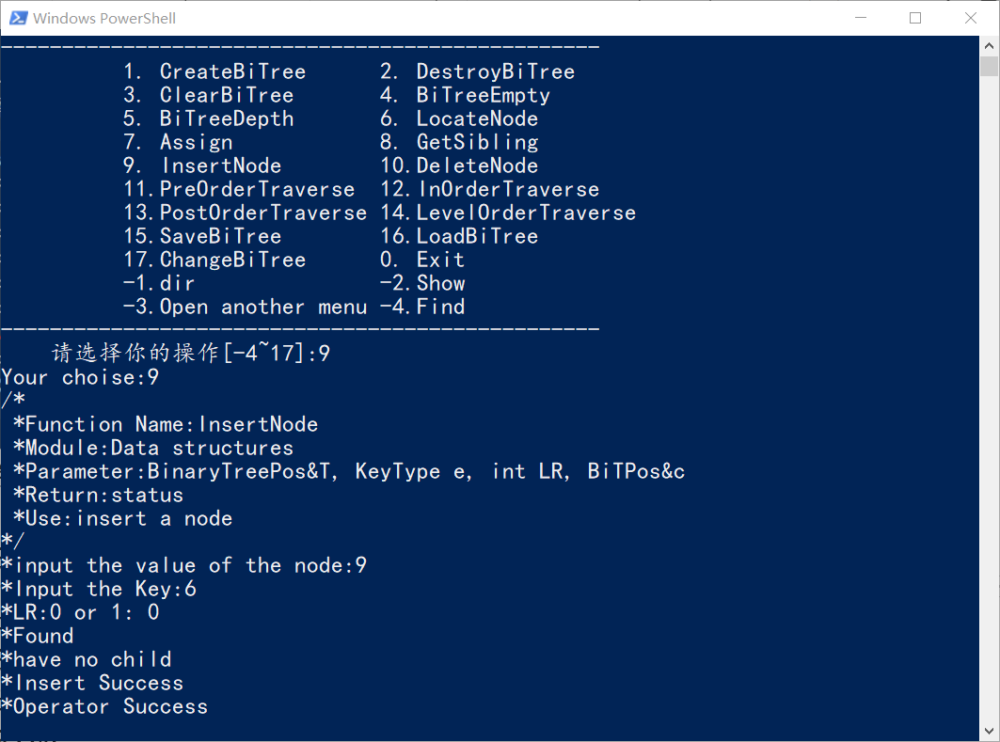 Windows PowerShell
--------------------------------------------------
1. CreateBiTree 2. DestroyBiTree
3. ClearBiTree 4. BiTreeEmpty
5. BiTreeDepth 6. LocateNode
7. Assign 8. GetSibling
9. InsertNode 10.DeleteNode
11.PreOrderTraverse 12.InOrderTraverse
13.PostOrderTraverse 14.LevelOrderTraverse
15.SaveBiTree 16.LoadBiTree
17.ChangeBiTree 0. Exit
-1.dir -2.Show
-3.Open another menu -4.Find
--------------------------------------------------
请选择你的操作[-4~17]:9
Your choise:9
/*
*Function Name:InsertNode
*Module:Data structures
*Parameter:BinaryTreePos&T, KeyType e, int LR, BiTPos&c
*Return:status
*Use:insert a node
*/
*input the value of the node:9
*Input the Key:6
*LR:0 or 1: 0
*Found
*have no child
*Insert Success
*Operator Success